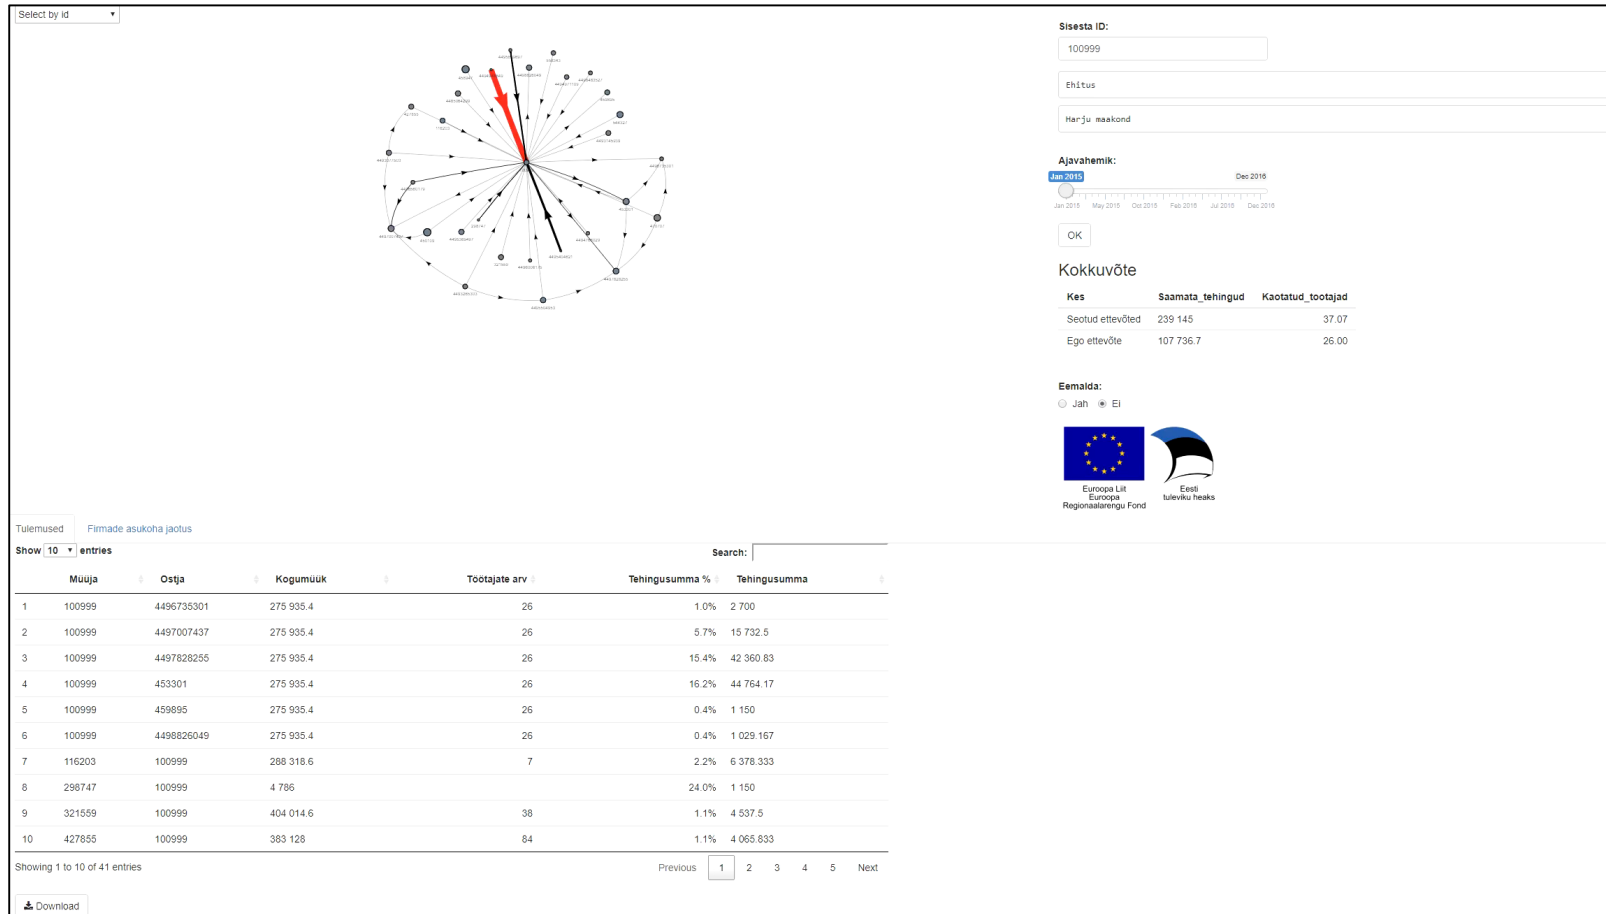 Select by id
Sisesta ID:
100999
Ehitus
Harju maakond
Ajavahemik:
Jan 2015 Dec 2016
Jan 2015 May 2015 Oct 2015 Feb 2016 Jul 2016 Dec 2016
OK
Kokkuvõte
Kes Saamata_tehingud Kaotatud_tootajad
Seotud ettevõted 239 145 37.07
Ego ettevõte 107 736.7 26.00
Eemalda:
Jah Ei
Euroopa Liit
Euroopa
Regionaalarengu Fond
Eesti
tuleviku heaks
Tulemused Firmade asukoha jaotus
Show 10 entries Search:
Müüja Ostja Kogumüük Töötajate arv Tehingusumma % Tehingusumma
1 100999 4496735301 275 935.4 26 1.0% 2 700
2 100999 4497007437 275 935.4 26 5.7% 15 732.5
3 100999 4497828255 275 935.4 26 15.4% 42 360.83
4 100999 453301 275 935.4 26 16.2% 44 764.17
5 100999 459895 275 935.4 26 0.4% 1 150
6 100999 4498826049 275 935.4 26 0.4% 1 029.167
7 116203 100999 288 318.6 7 2.2% 6 378.333
8 298747 100999 4 786 24.0% 1 150
9 321559 100999 404 014.6 38 1.1% 4 537.5
10 427855 100999 383 128 84 1.1% 4 065.833
Showing 1 to 10 of 41 entries Previous 1 2 3 4 5 Next
Download